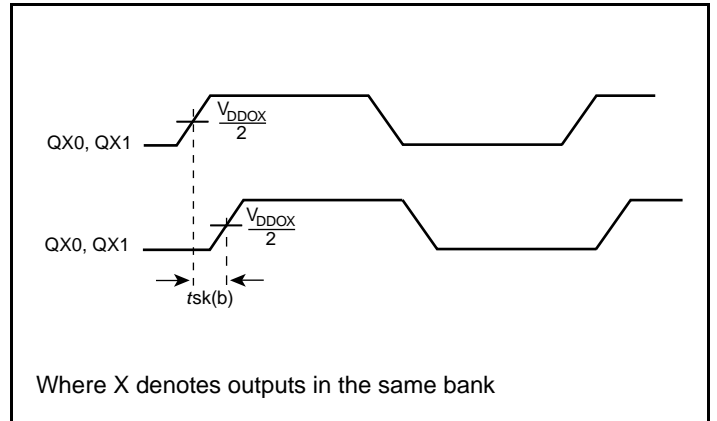 V_DDOX
2
QX0, QX1
V_DDOX
2
QX0, QX1
tsk(b)
Where X denotes outputs in the same bank